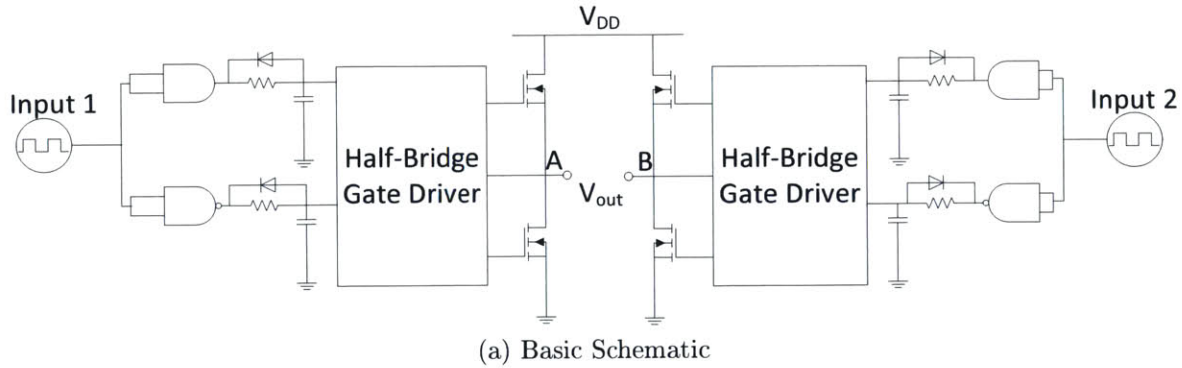 V_DD
Input 1
Input 2
Half-Bridge
Gate Driver
A
B
V_out
Half-Bridge
Gate Driver
(a) Basic Schematic